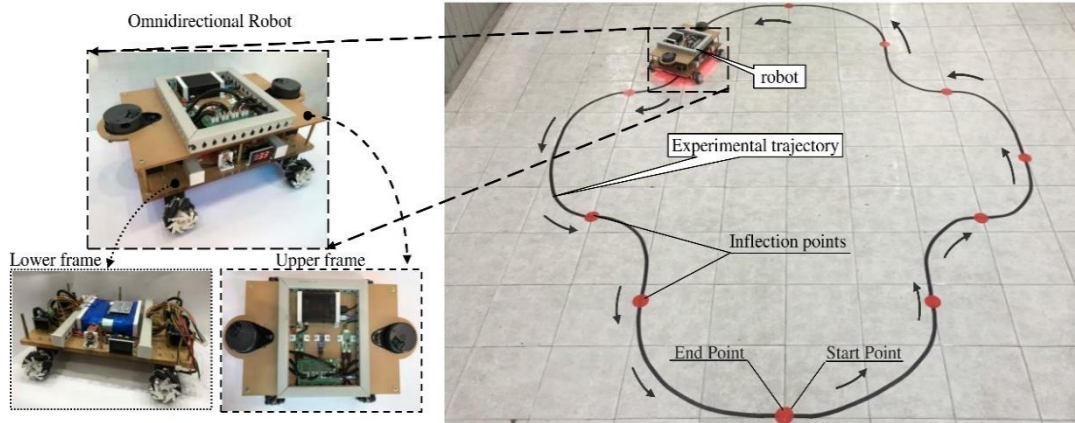 Omnidirectional Robot
robot
Experimental trajectory
Inflection points
Lower frame
Upper frame
End Point
Start Point